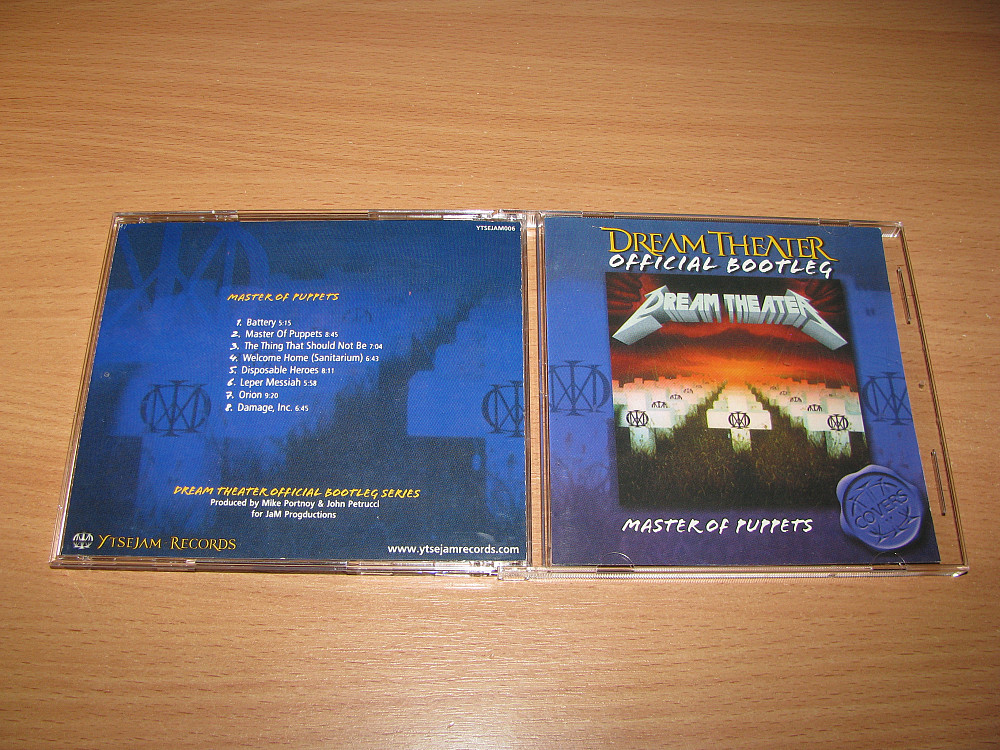 YTSEJAM006
MASTER OF PUPPETS
1. Battery 5:15
2. Master Of Puppets 8:45
3. The Thing That Should Not Be 7:04
4. Welcome Home (Sanitarium) 6:43
5. Disposable Heroes 8:11
6. Leper Messiah 5:58
7. Orion 9:20
8. Damage, Inc. 6:45
DREAM THEATER OFFICIAL BOOTLEG SERIES
Produced by Mike Portnoy & John Petrucci
for JaM Progductions
YTSEJAM RECORDS
www.ytsejamrecords.com
DREAM THEATER
OFFICIAL BOOTLEG
DREAM THEATER
MASTER OF PUPPETS
COVERS